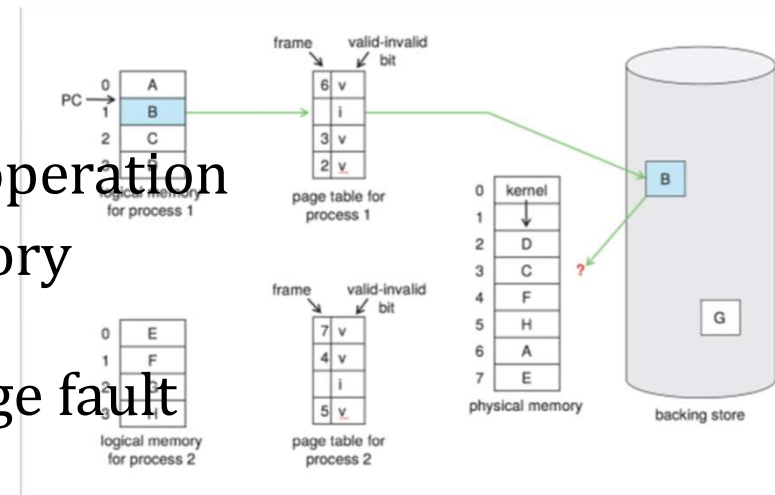 frame valid-invalid
bit
0 A
PC 1 B
2 C
3
logical memory
for process 1
6 v
i
3 v
2 v
page table for
process 1
operation
ory
ge fault
0 kernel
1
2 D
3 C
4 F
5 H
6 A
7 E
physical memory
?
B
G
backing store
frame valid-invalid
bit
0 E
1 F
2 G
3 H
logical memory
for process 2
7 v
4 v
i
5 v
page table for
process 2